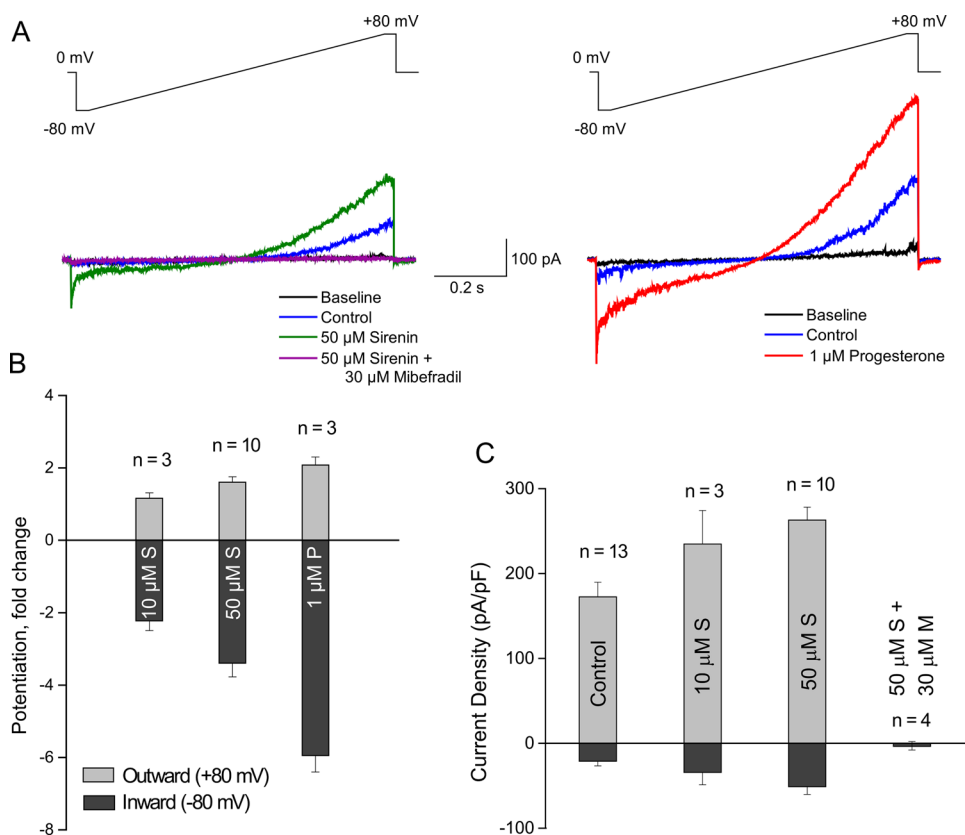 A
0 mV
-80 mV
+80 mV
0 mV
-80 mV
+80 mV
100 pA
0.2 s
Baseline
Control
50 µM Sirenin
50 µM Sirenin +
30 µM Mibefradil
Baseline
Control
1 µM Progesterone
B
Potentiation, fold change
4
2
0
-2
-4
-6
-8
n = 3
n = 10
n = 3
10 µM S
50 µM S
1 µM P
Outward (+80 mV)
Inward (-80 mV)
C
Current Density (pA/pF)
300
200
100
0
-100
n = 13
n = 3
n = 10
n = 4
Control
10 µM S
50 µM S
50 µM S +
30 µM M